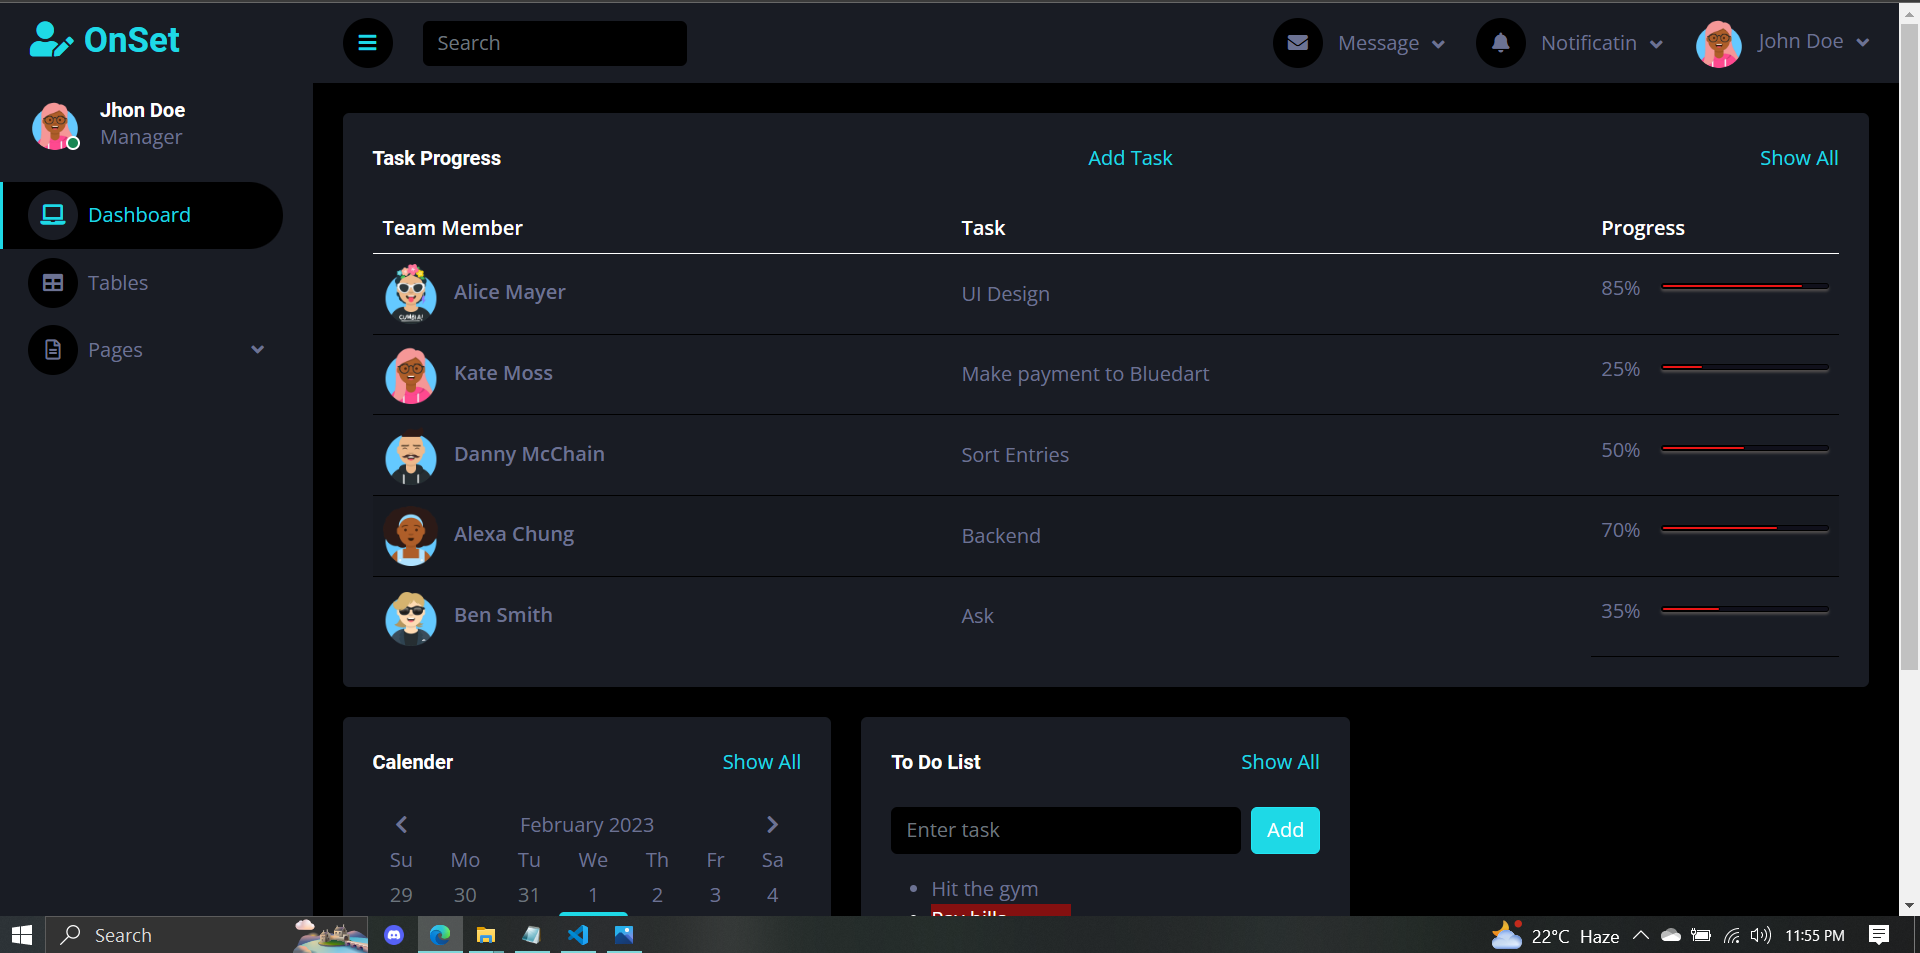 OnSet
Search
Message
Notificatin
John Doe
Jhon Doe
Manager
Dashboard
Tables
Pages
Task Progress
Add Task
Show All
Team Member
Task
Progress
Alice Mayer
UI Design
85%
Kate Moss
Make payment to Bluedart
25%
Danny McChain
Sort Entries
50%
Alexa Chung
Backend
70%
Ben Smith
Ask
35%
Calender
Show All
February 2023
Su Mo Tu We Th Fr Sa
29 30 31 1 2 3 4
To Do List
Show All
Enter task
Add
Hit the gym
Pay bills
Search
22°C Haze
11:55 PM